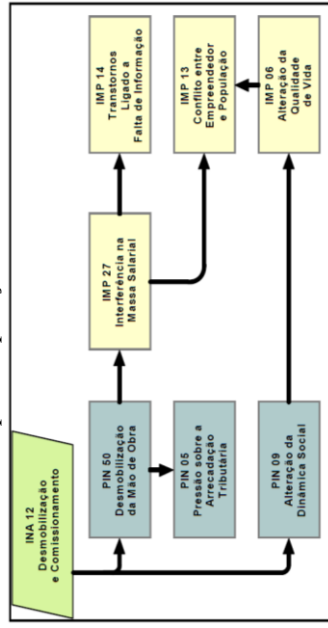 INA 12
Desmobilização
e Comissionamento
PIN 50
Desmobilização
da Mão de Obra
PIN 05
Pressão sobre a
Arrecadação
Tributária
PIN 09
Alteração da
Dinâmica Social
IMP 27
Interferência na
Massa Salarial
IMP 14
Transtornos
Ligado a
Falta de Informação
IMP 13
Conflito entre
Empreendedor
e População
IMP 06
Alteração da
Qualidade
de Vida